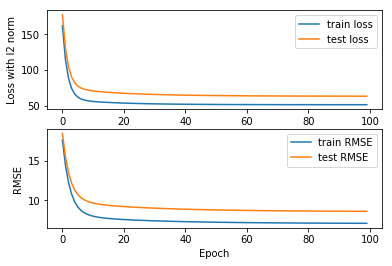 Loss with l2 norm
150
100
50
train loss
test loss
0 20 40 60 80 100
RMSE
15
10
train RMSE
test RMSE
0 20 40 60 80 100
Epoch